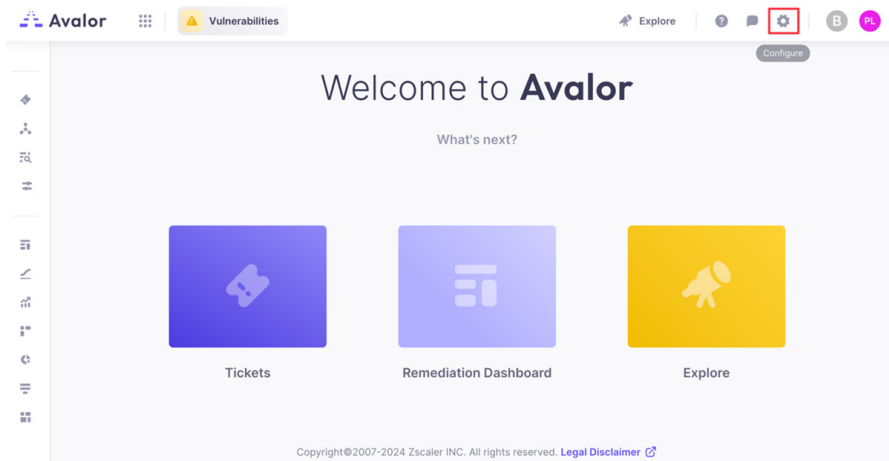 Avalor
Vulnerabilities
Explore
B
PL
Configure
Welcome to Avalor
What's next?
Tickets
Remediation Dashboard
Explore
Copyright©2007-2024 Zscaler INC. All rights reserved. Legal Disclaimer